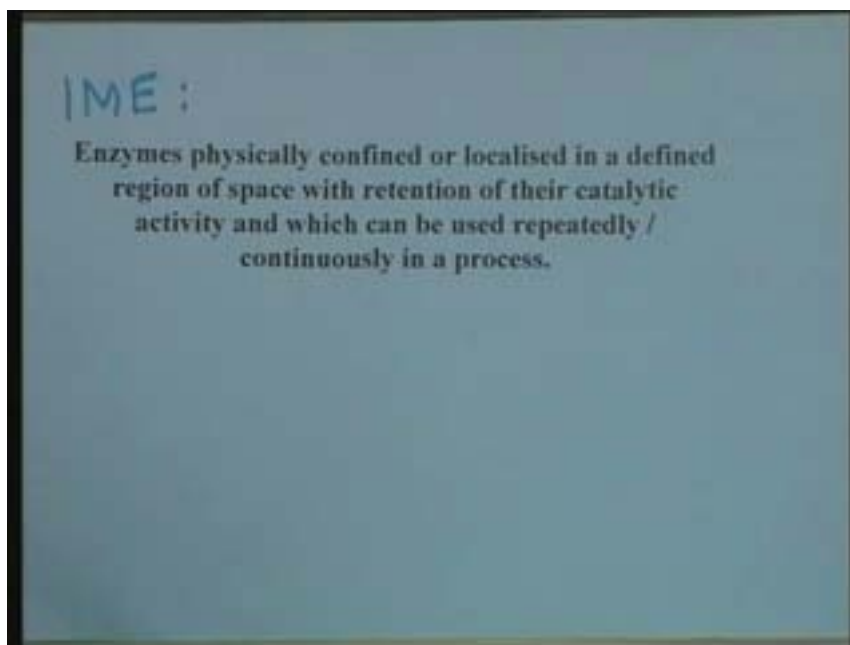 IME :
Enzymes physically confined or localised in a defined
region of space with retention of their catalytic
activity and which can be used repeatedly /
continuously in a process.